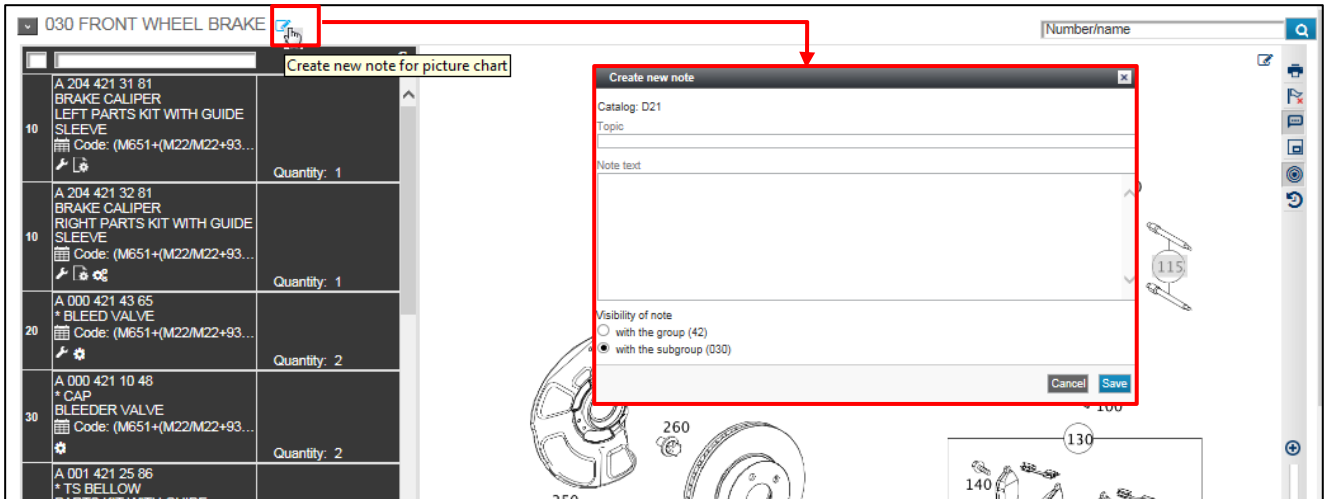 030 FRONT WHEEL BRAKE
Number/name
Create new note for picture chart
10
A 204 421 31 81
BRAKE CALIPER
LEFT PARTS KIT WITH GUIDE
SLEEVE
Code: (M651+(M22/M22+93...
Quantity: 1
10
A 204 421 32 81
BRAKE CALIPER
RIGHT PARTS KIT WITH GUIDE
SLEEVE
Code: (M651+(M22/M22+93...
Quantity: 1
20
A 000 421 43 65
* BLEED VALVE
Code: (M651+(M22/M22+93...
Quantity: 2
30
A 000 421 10 48
* CAP
BLEEDER VALVE
Code: (M651+(M22/M22+93...
Quantity: 2
A 001 421 25 86
* TS BELLOW
Create new note
Catalog: D21
Topic
Note text
Visibility of note
with the group (42)
with the subgroup (030)
Cancel Save
115
260
130
140